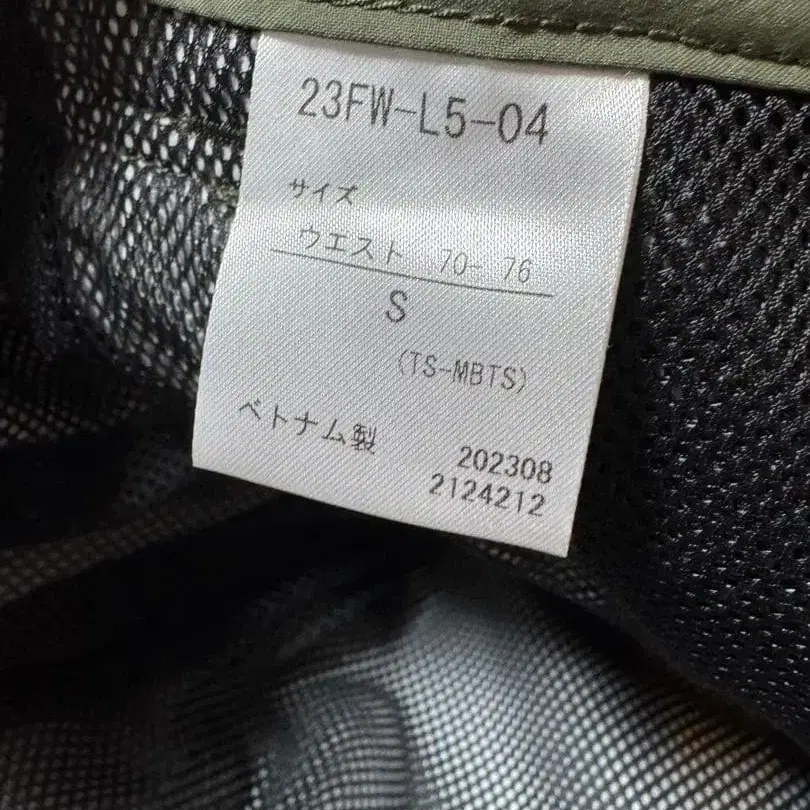 23FW-L5-04
サイズ
ウエスト 70- 76
S
(TS-MBTS)
ベトナム製
202308
2124212